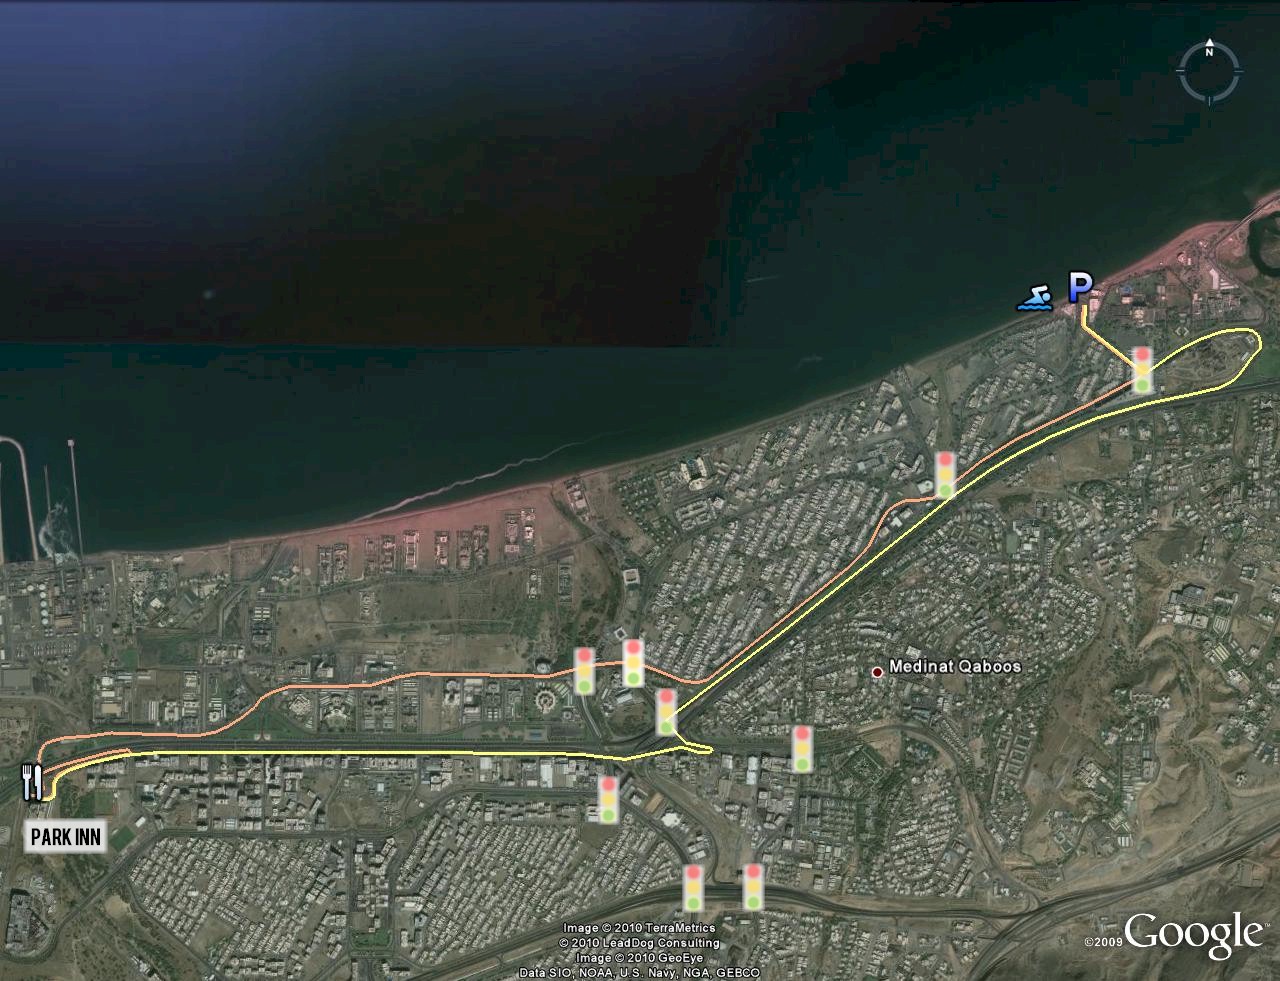 N
P
Medinat Qaboos
PARK INN
Image © 2010 TerraMetrics
© 2010 LeadDog Consulting
Image © 2010 GeoEye
Data SIO, NOAA, U.S. Navy, NGA, GEBCO
©2009 Google™